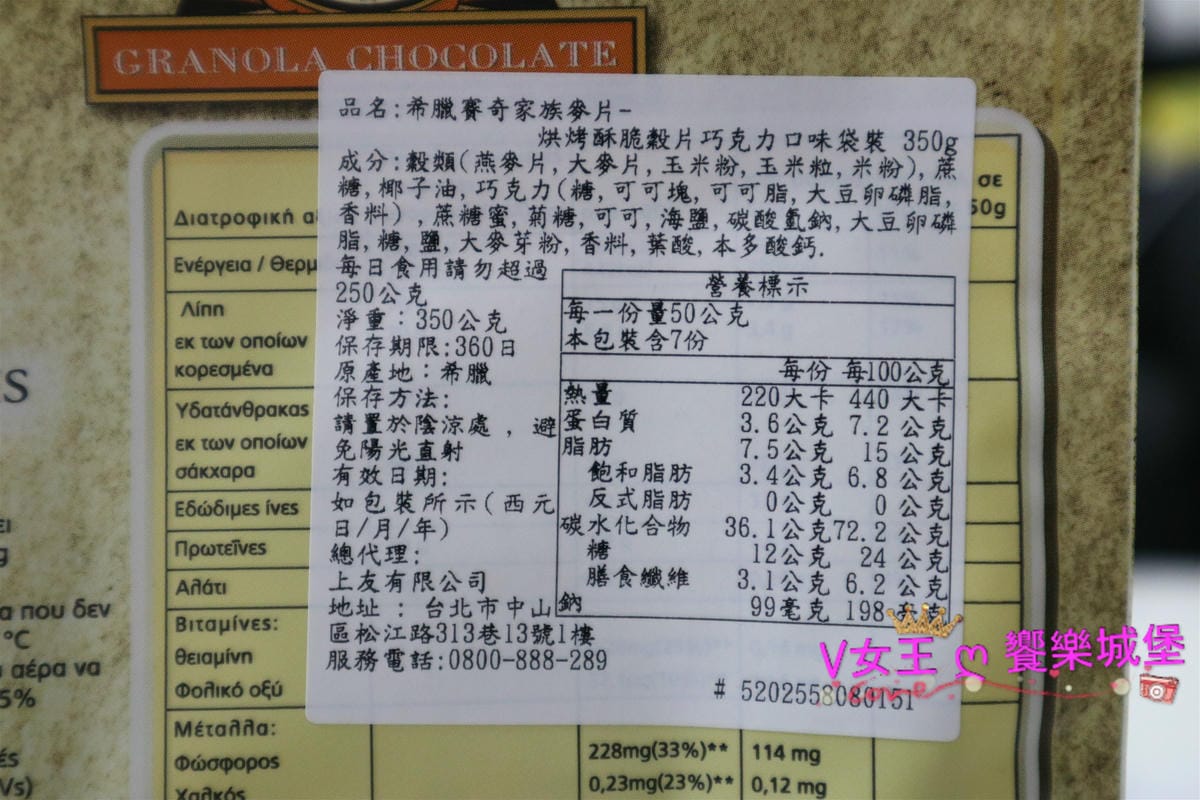 GRANOLA CHOCOLATE
品名:希臘賽奇家族麥片-
烘烤酥脆穀片巧克力口味袋裝 350g
成分:穀類(燕麥片,大麥片,玉米粉,玉米粒,米粉),蔗
糖,椰子油,巧克力(糖,可可塊,可可脂,大豆卵磷脂,
香料),蔗糖蜜,葡糖,可可,海鹽,碳酸氫鈉,大豆卵磷
脂,糖,鹽,大麥芽粉,香料,葉酸,本多酸鈣.
每日食用請勿超過
250公克
淨重:350公克
保存期限:360日
原產地:希臘
保存方法:
請置於陰涼處,避
免陽光直射
有效日期:
如包裝所示(西元
日/月/年)
總代理:
上友有限公司
地址:台北市中山
區松江路313巷13號1樓
服務電話:0800-888-289
營養標示
每一份量50公克
本包裝含7份
每份 每100公克
熱量 220大卡 440 大卡
蛋白質 3.6公克 7.2 公克
脂肪 7.5公克 15 公克
飽和脂肪 3.4公克 6.8 公克
反式脂肪 0公克 0 公克
碳水化合物 36.1公克 72.2 公克
糖 12公克 24 公克
膳食纖維 3.1公克 6.2 公克
鈉 99毫克 198 毫克
# 5202558080151
V女王 ღ 饗樂城堡
Love
σε
50g
Διατροφική
Ενέργεια / Θερμ
Λίπη
εκ των οποίων
κορεσμένα
Υδατάνθρακας
εκ των οποίων
σάκχαρα
Εδώδιμες ίνες
Πρωτεΐνες
Αλάτι
Βιταμίνες:
θειαμίνη
Φολικό οξύ
Μέταλλα:
Φώσφορος 228mg(33%)** 114 mg
Χαλκός 0,23mg(23%)** 0,12 mg
α που δεν
°C
αέρα να
5%
Vs)